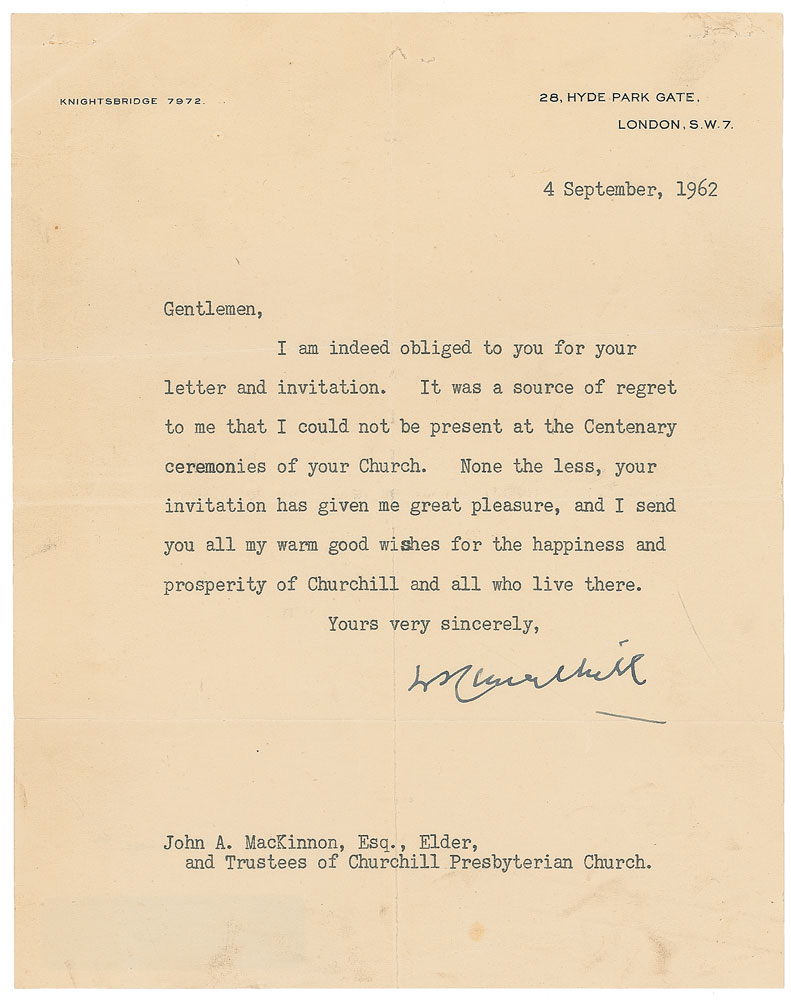 KNIGHTSBRIDGE 7972.
28, HYDE PARK GATE,
LONDON, S.W.7.
4 September, 1962
Gentlemen,
I am indeed obliged to you for your
letter and invitation. It was a source of regret
to me that I could not be present at the Centenary
ceremonies of your Church. None the less, your
invitation has given me great pleasure, and I send
you all my warm good wishes for the happiness and
prosperity of Churchill and all who live there.
Yours very sincerely,
WSChurchill
John A. MacKinnon, Esq., Elder,
and Trustees of Churchill Presbyterian Church.